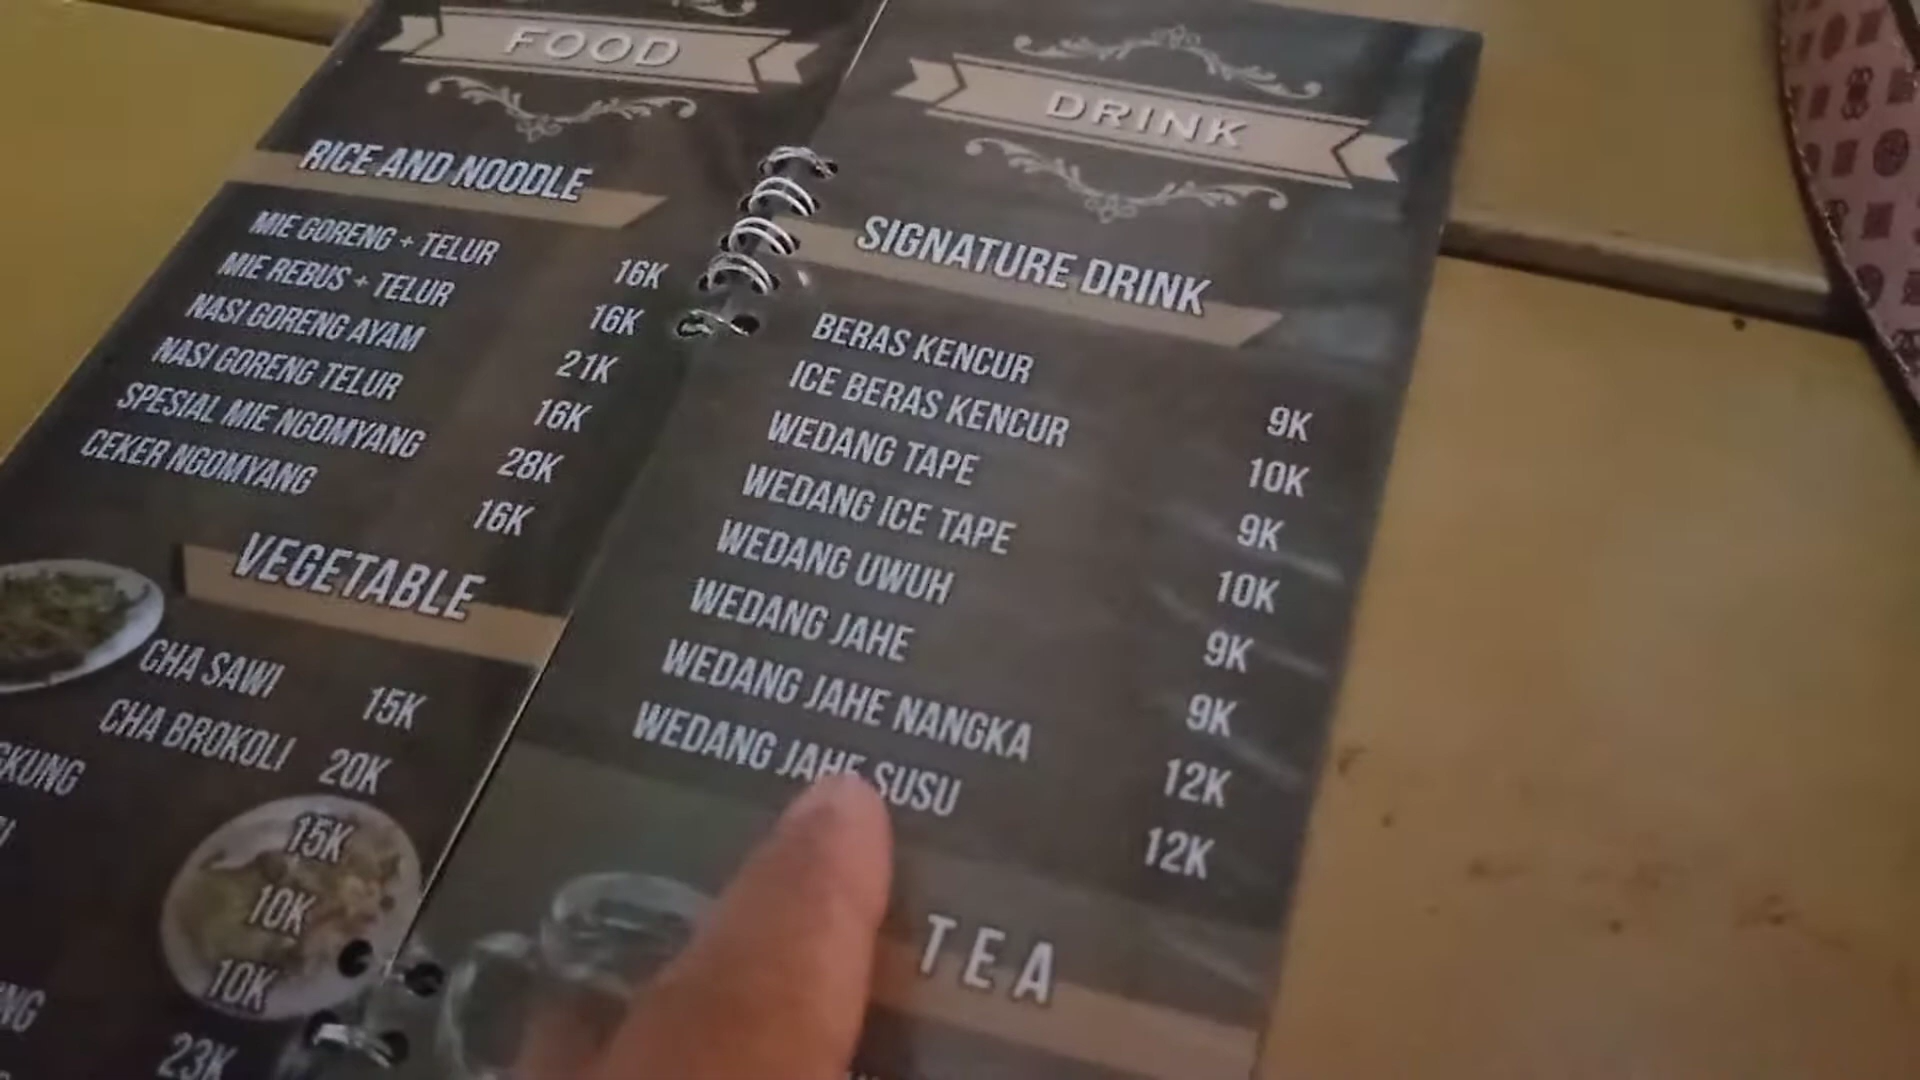 FOOD
RICE AND NOODLE
MIE GORENG + TELUR 16K
MIE REBUS + TELUR 16K
NASI GORENG AYAM 21K
NASI GORENG TELUR 16K
SPESIAL MIE NGOMYANG 28K
CEKER NGOMYANG 16K
VEGETABLE
CHA SAWI 15K
CHA BROKOLI 20K
15K
10K
10K
23K
DRINK
SIGNATURE DRINK
BERAS KENCUR 9K
ICE BERAS KENCUR 10K
WEDANG TAPE 9K
WEDANG ICE TAPE 10K
WEDANG UWUH 9K
WEDANG JAHE 9K
WEDANG JAHE NANGKA 12K
WEDANG JAHE SUSU 12K
TEA